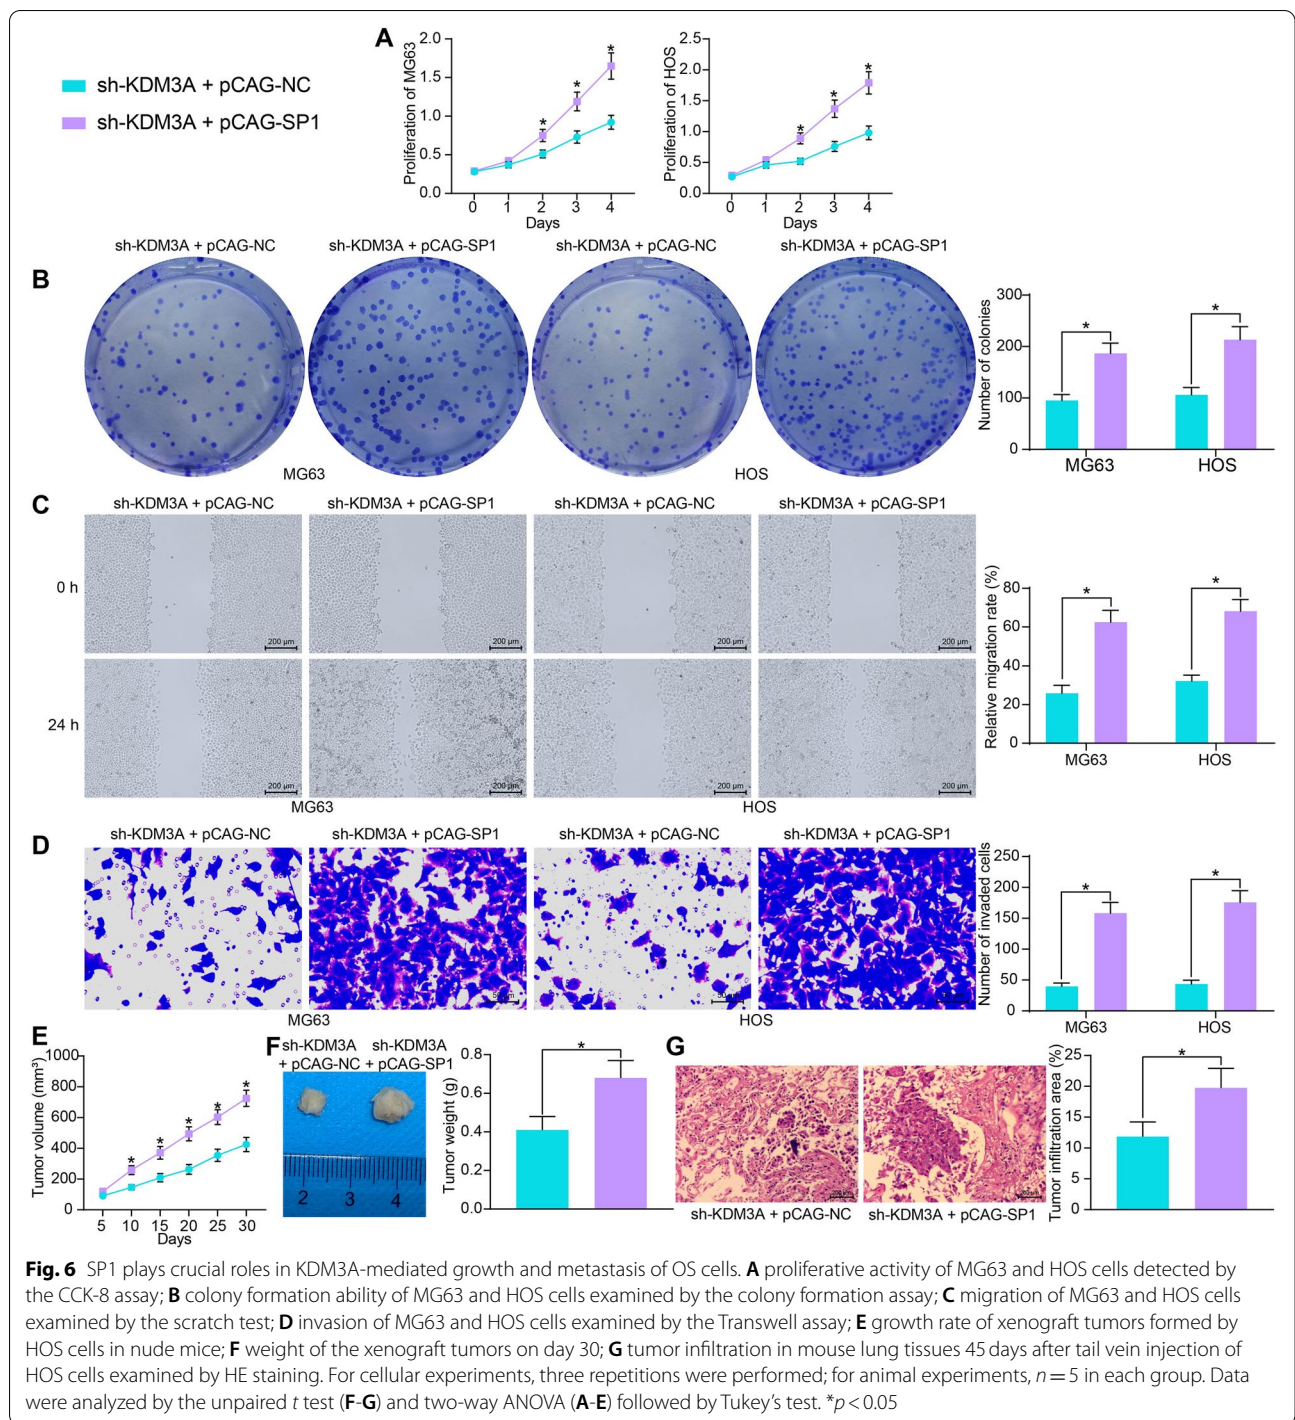 sh-KDM3A + pCAG-NC
sh-KDM3A + pCAG-SP1
A
Proliferation of MG63
2.0
1.5
1.0
0.5
0.0
0 1 2 3 4
Days
* * *
Proliferation of HOS
2.5
2.0
1.5
1.0
0.5
0.0
0 1 2 3 4
Days
* * *
B
sh-KDM3A + pCAG-NC
sh-KDM3A + pCAG-SP1
sh-KDM3A + pCAG-NC
sh-KDM3A + pCAG-SP1
MG63
HOS
Number of colonies
300
200
100
0
* *
MG63 HOS
C
sh-KDM3A + pCAG-NC
sh-KDM3A + pCAG-SP1
sh-KDM3A + pCAG-NC
sh-KDM3A + pCAG-SP1
0 h
200 μm 200 μm 200 μm 200 μm
24 h
200 μm 200 μm 200 μm 200 μm
MG63
HOS
Relative migration rate (%)
80
60
40
20
0
* *
MG63 HOS
D
sh-KDM3A + pCAG-NC
sh-KDM3A + pCAG-SP1
sh-KDM3A + pCAG-NC
sh-KDM3A + pCAG-SP1
50 μm
MG63
HOS
Number of invaded cells
250
200
150
100
50
0
* *
MG63 HOS
E
Tumor volume (mm³)
1000
800
600
400
200
0
5 10 15 20 25 30
Days
* * * * *
F
sh-KDM3A + pCAG-NC
sh-KDM3A + pCAG-SP1
2 3 4
Tumor weight (g)
0.8
0.6
0.4
0.2
0.0
*
G
sh-KDM3A + pCAG-NC
sh-KDM3A + pCAG-SP1
Tumor infiltration area (%)
25
20
15
10
5
0
*
Fig. 6 SP1 plays crucial roles in KDM3A-mediated growth and metastasis of OS cells. A proliferative activity of MG63 and HOS cells detected by
the CCK-8 assay; B colony formation ability of MG63 and HOS cells examined by the colony formation assay; C migration of MG63 and HOS cells
examined by the scratch test; D invasion of MG63 and HOS cells examined by the Transwell assay; E growth rate of xenograft tumors formed by
HOS cells in nude mice; F weight of the xenograft tumors on day 30; G tumor infiltration in mouse lung tissues 45 days after tail vein injection of
HOS cells examined by HE staining. For cellular experiments, three repetitions were performed; for animal experiments, n = 5 in each group. Data
were analyzed by the unpaired t test (F-G) and two-way ANOVA (A-E) followed by Tukey's test. *p < 0.05